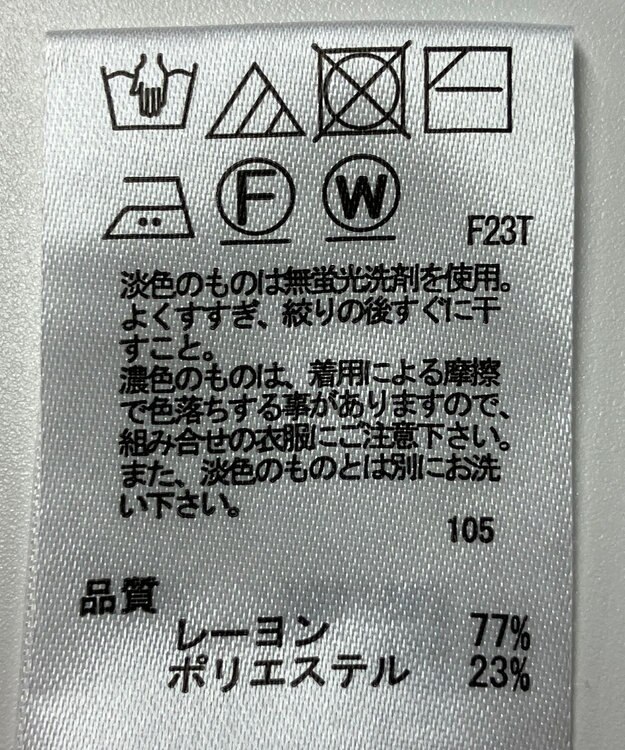 F W
F23T
淡色のものは無蛍光洗剤を使用。
よくすすぎ、絞りの後すぐに干
すこと。
濃色のものは、着用による摩擦
で色落ちする事がありますので、
組み合せの衣服にご注意下さい。
また、淡色のものとは別にお洗
い下さい。
105
品質
レーヨン 77%
ポリエステル 23%